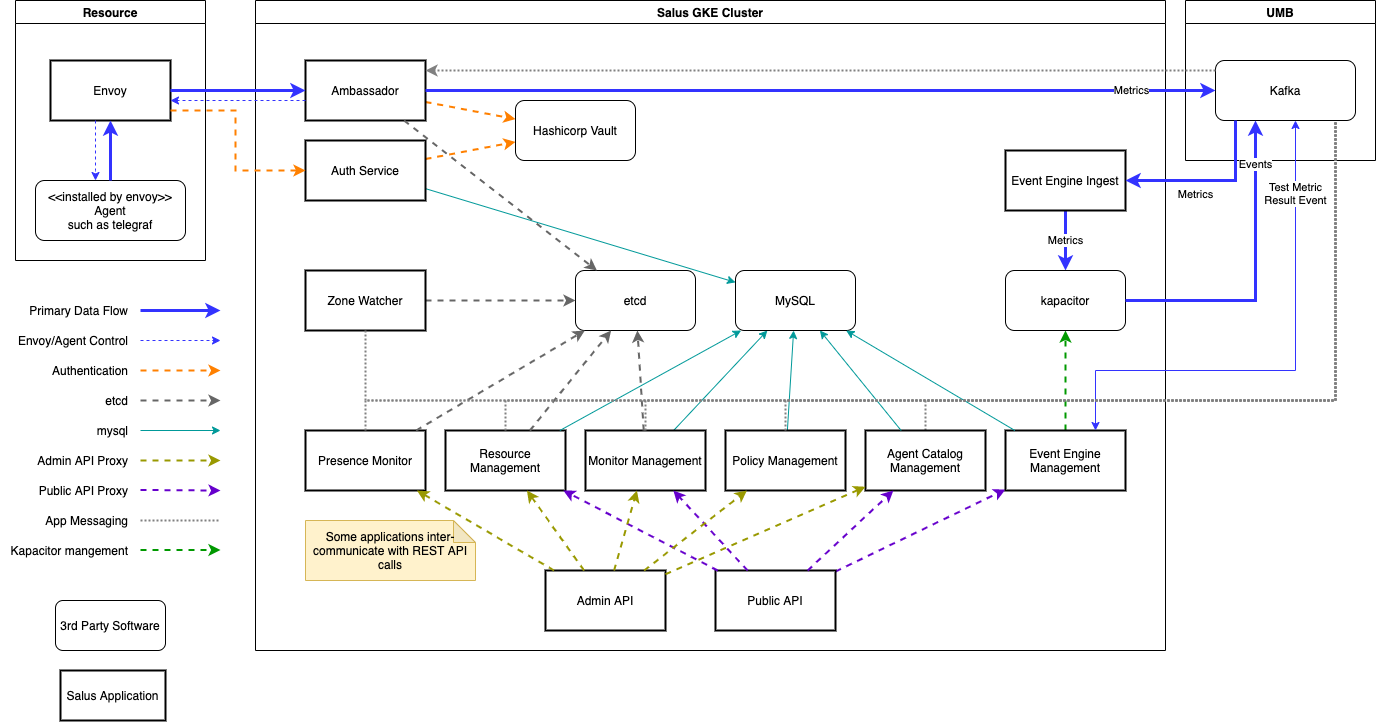 Resource
Salus GKE Cluster
UMB
Envoy
Ambassador
Metrics
Kafka
Hashicorp Vault
Auth Service
Event Engine Ingest
Events
Metrics
Test Metric
Result Event
<<installed by envoy>>
Agent
such as telegraf
Metrics
Zone Watcher
etcd
MySQL
kapacitor
Primary Data Flow
Envoy/Agent Control
Authentication
etcd
mysql
Admin API Proxy
Public API Proxy
App Messaging
Kapacitor mangement
Presence Monitor
Resource
Management
Monitor Management
Policy Management
Agent Catalog
Management
Event Engine
Management
Some applications inter-
communicate with REST API
calls
Admin API
Public API
3rd Party Software
Salus Application